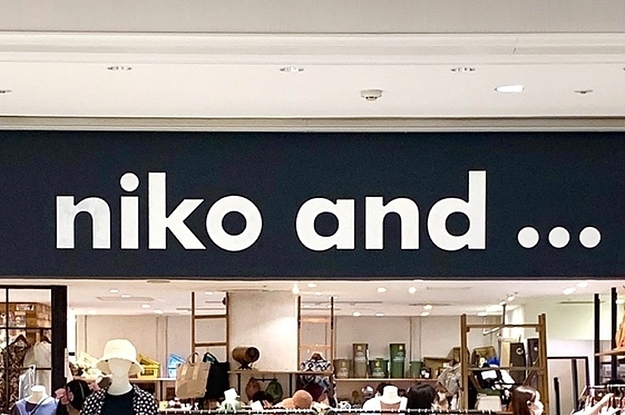 niko and ...